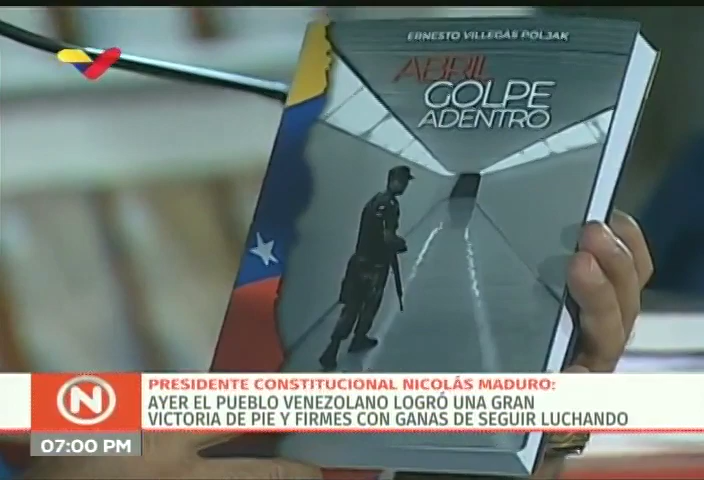 ERNESTO VILLEGAS POLJAK
ABRIL
GOLPE
ADENTRO
PRESIDENTE CONSTITUCIONAL NICOLÁS MADURO:
AYER EL PUEBLO VENEZOLANO LOGRÓ UNA GRAN
VICTORIA DE PIE Y FIRMES CON GANAS DE SEGUIR LUCHANDO
N
07:00 PM